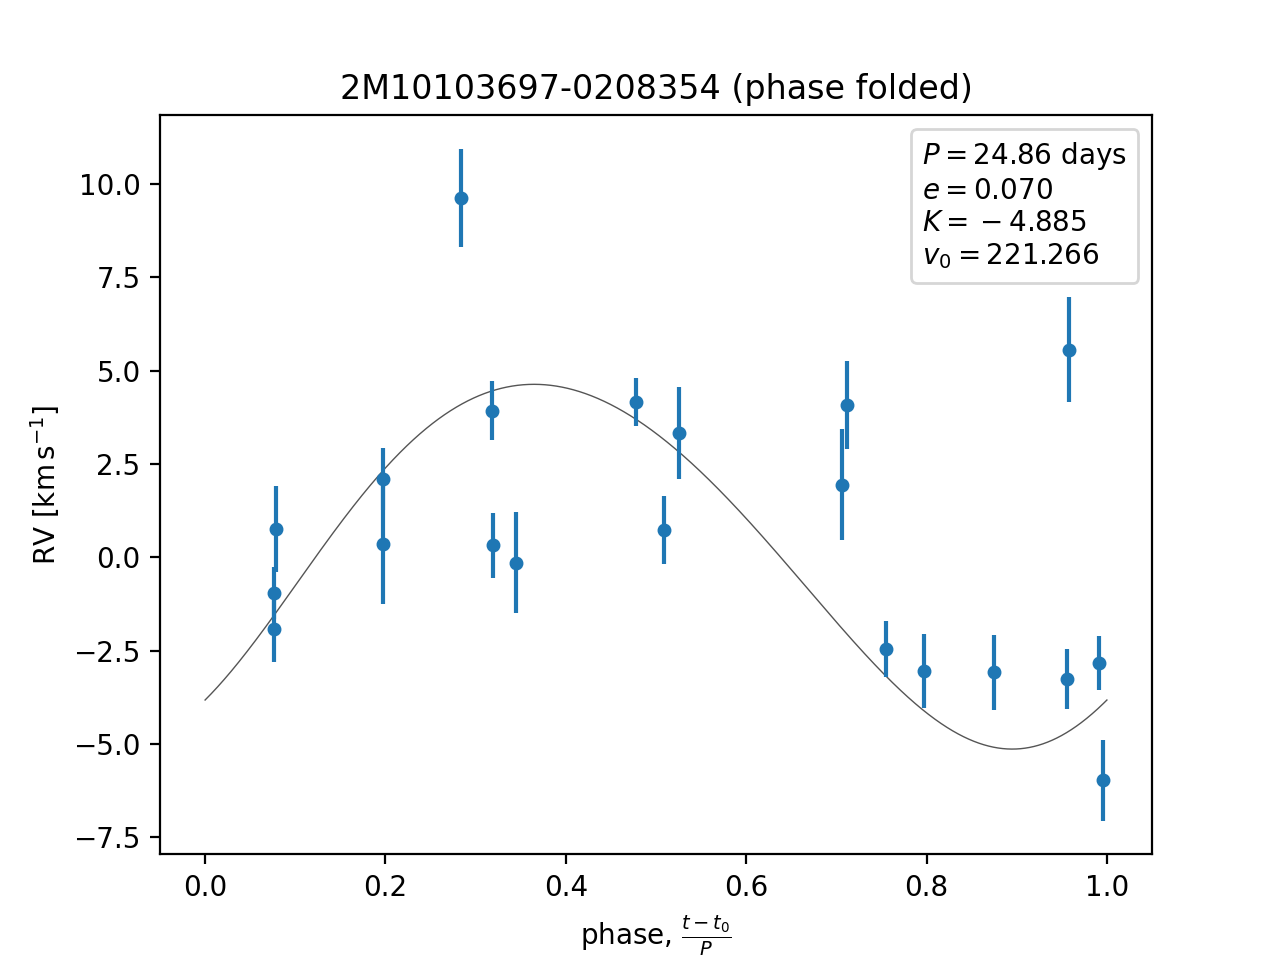 2M10103697-0208354 (phase folded)
P = 24.86 days
e = 0.070
K = −4.885
v₀ = 221.266
10.0
7.5
5.0
2.5
0.0
−2.5
−5.0
−7.5
RV [km s⁻¹]
0.0 0.2 0.4 0.6 0.8 1.0
phase, (t − t₀)/P